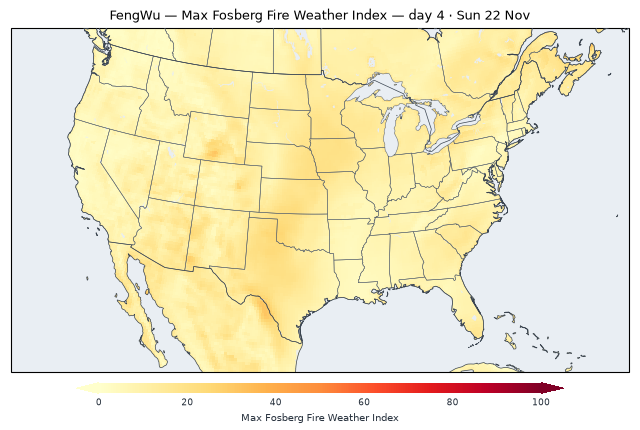 FengWu — Max Fosberg Fire Weather Index — day 4 · Sun 22 Nov
0 20 40 60 80 100
Max Fosberg Fire Weather Index